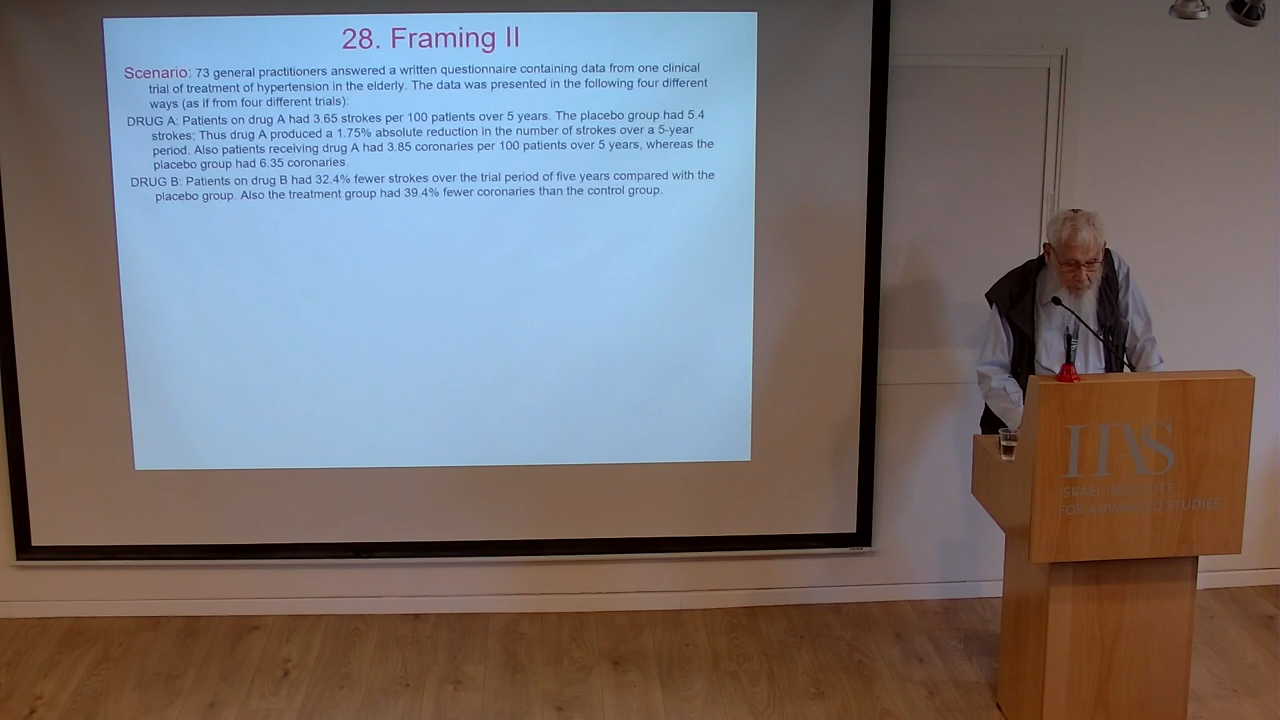 28. Framing II
Scenario: 73 general practitioners answered a written questionnaire containing data from one clinical
trial of treatment of hypertension in the elderly. The data was presented in the following four different
ways (as if from four different trials):
DRUG A: Patients on drug A had 3.65 strokes per 100 patients over 5 years. The placebo group had 5.4
strokes; Thus drug A produced a 1.75% absolute reduction in the number of strokes over a 5-year
period. Also patients receiving drug A had 3.85 coronaries per 100 patients over 5 years, whereas the
placebo group had 6.35 coronaries.
DRUG B: Patients on drug B had 32.4% fewer strokes over the trial period of five years compared with the
placebo group. Also the treatment group had 39.4% fewer coronaries than the control group.
IIAS
ISRAEL INSTITUTE
FOR ADVANCED STUDIES